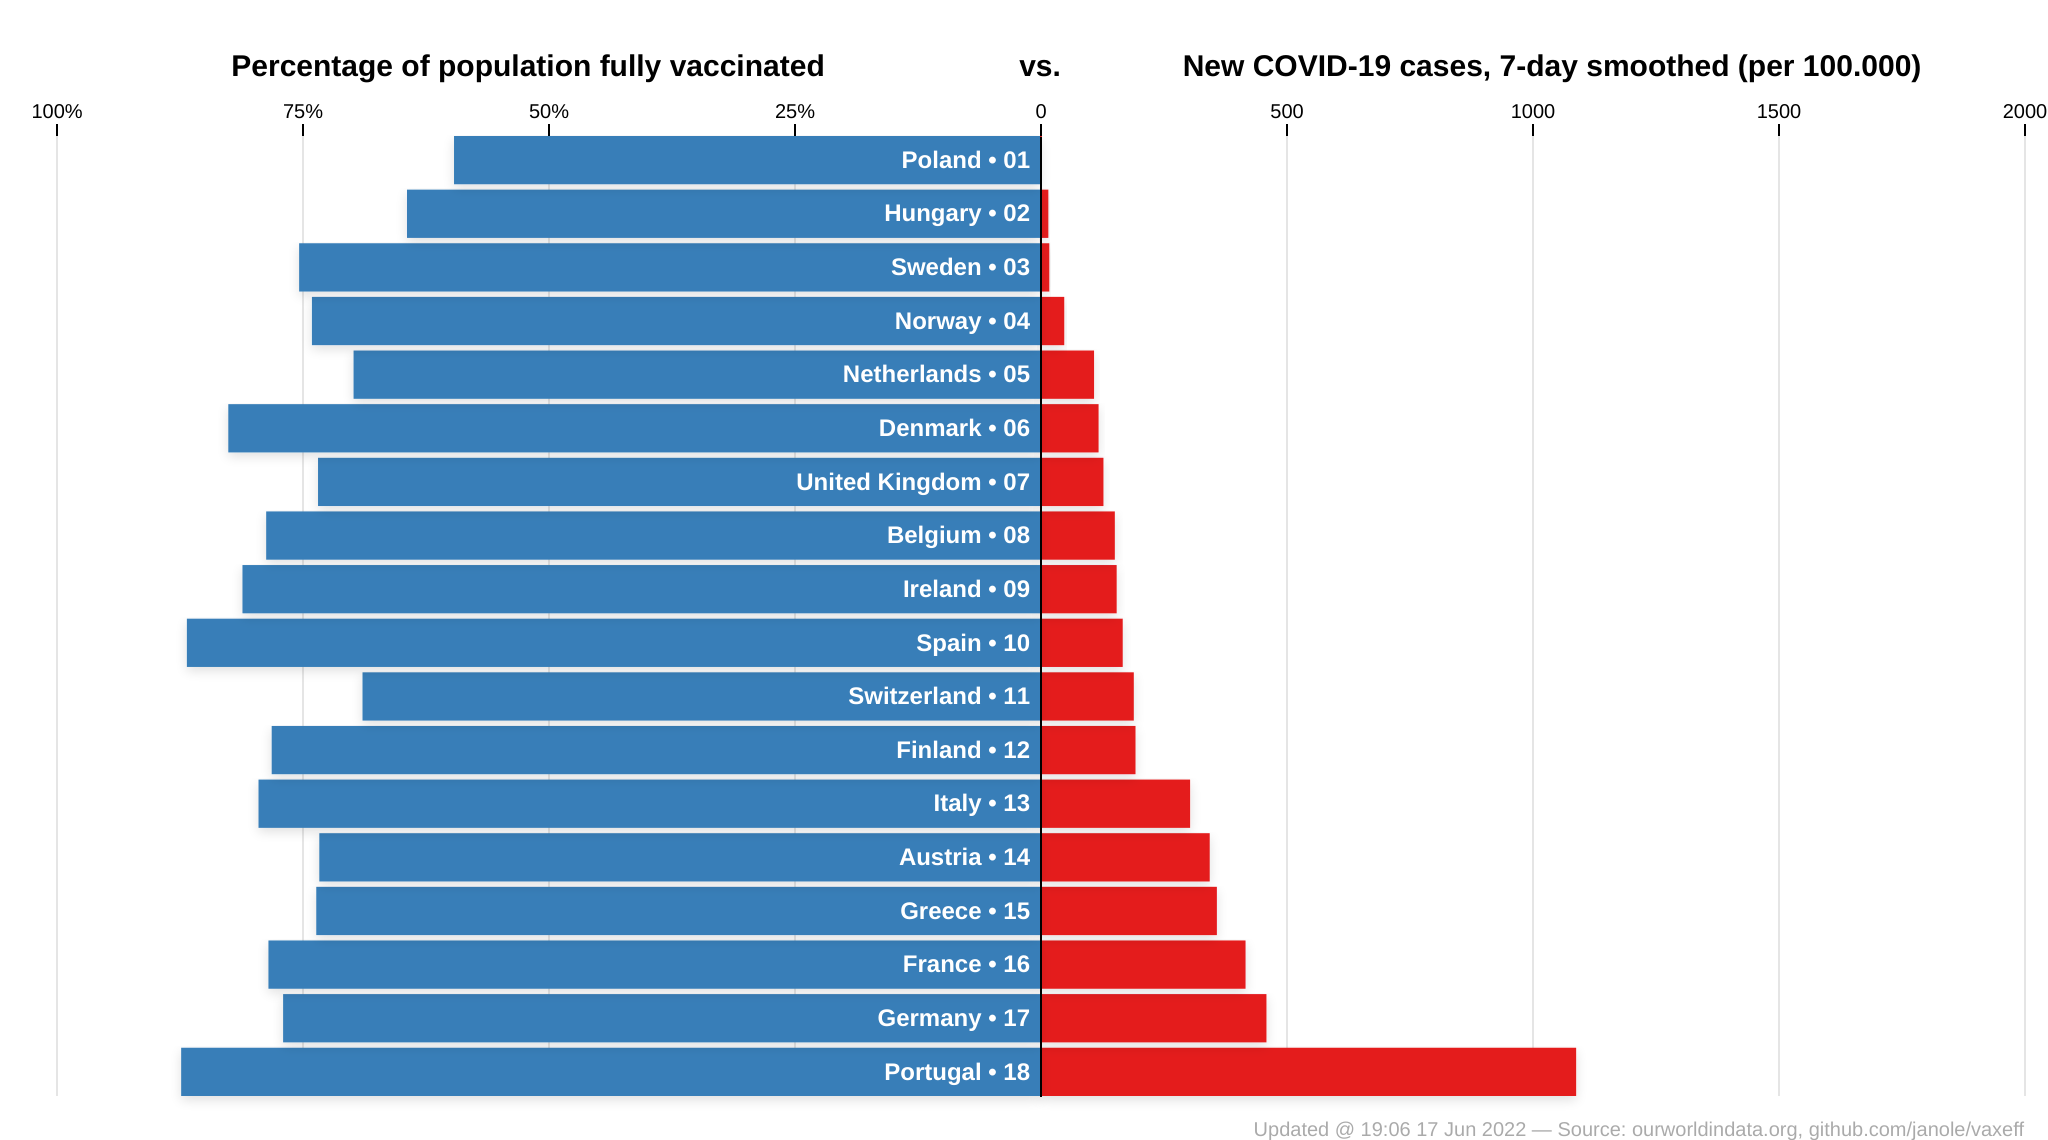 Percentage of population fully vaccinated vs. New COVID-19 cases, 7-day smoothed (per 100.000)
100% 75% 50% 25% 0 500 1000 1500 2000
Poland • 01
Hungary • 02
Sweden • 03
Norway • 04
Netherlands • 05
Denmark • 06
United Kingdom • 07
Belgium • 08
Ireland • 09
Spain • 10
Switzerland • 11
Finland • 12
Italy • 13
Austria • 14
Greece • 15
France • 16
Germany • 17
Portugal • 18
Updated @ 19:06 17 Jun 2022 — Source: ourworldindata.org, github.com/janole/vaxeff